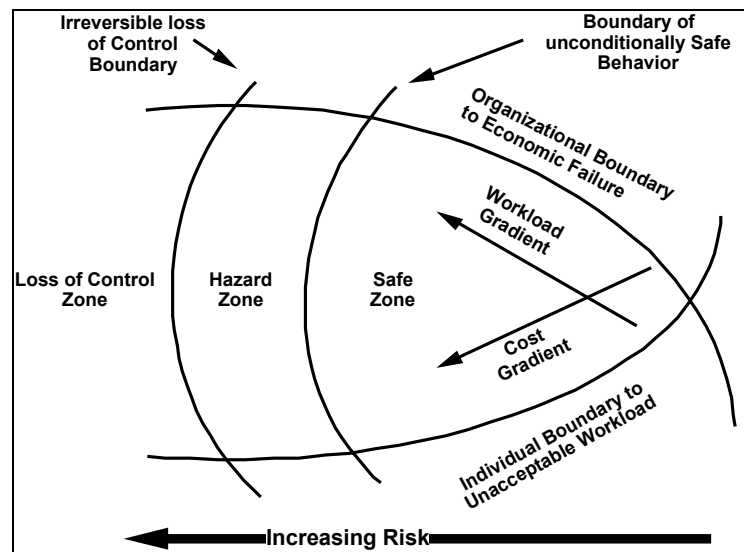 Irreversible loss
of Control
Boundary
Boundary of
unconditionally Safe
Behavior
Organizational Boundary
to Economic Failure
Workload
Gradient
Loss of Control
Zone
Hazard
Zone
Safe
Zone
Cost
Gradient
Individual Boundary to
Unacceptable Workload
Increasing Risk